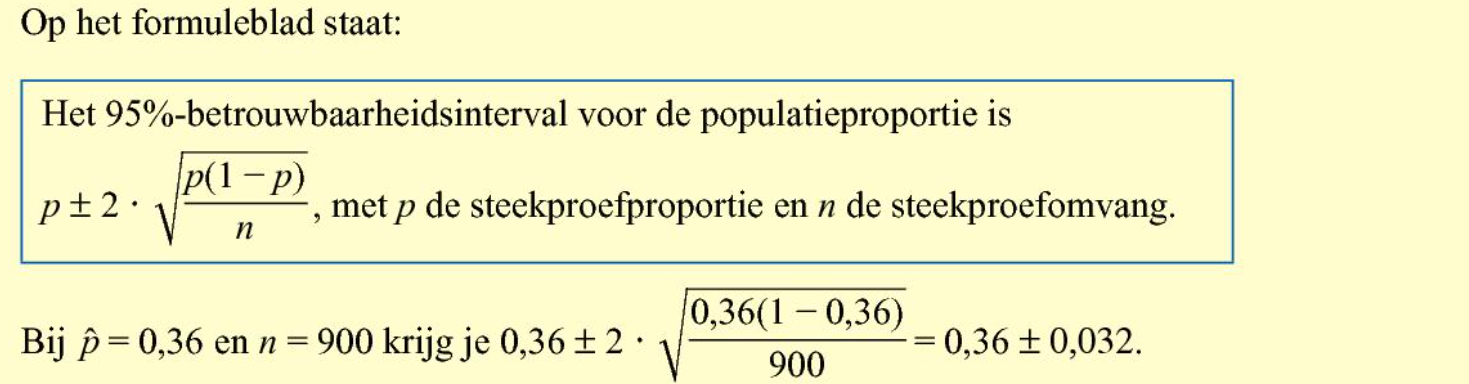 Op het formuleblad staat:
Het 95%-betrouwbaarheidsinterval voor de populatieproportie is
p ± 2 · √(p(1 − p)/n), met p de steekproefproportie en n de steekproefomvang.
Bij p̂ = 0,36 en n = 900 krijg je 0,36 ± 2 · √(0,36(1 − 0,36)/900) = 0,36 ± 0,032.